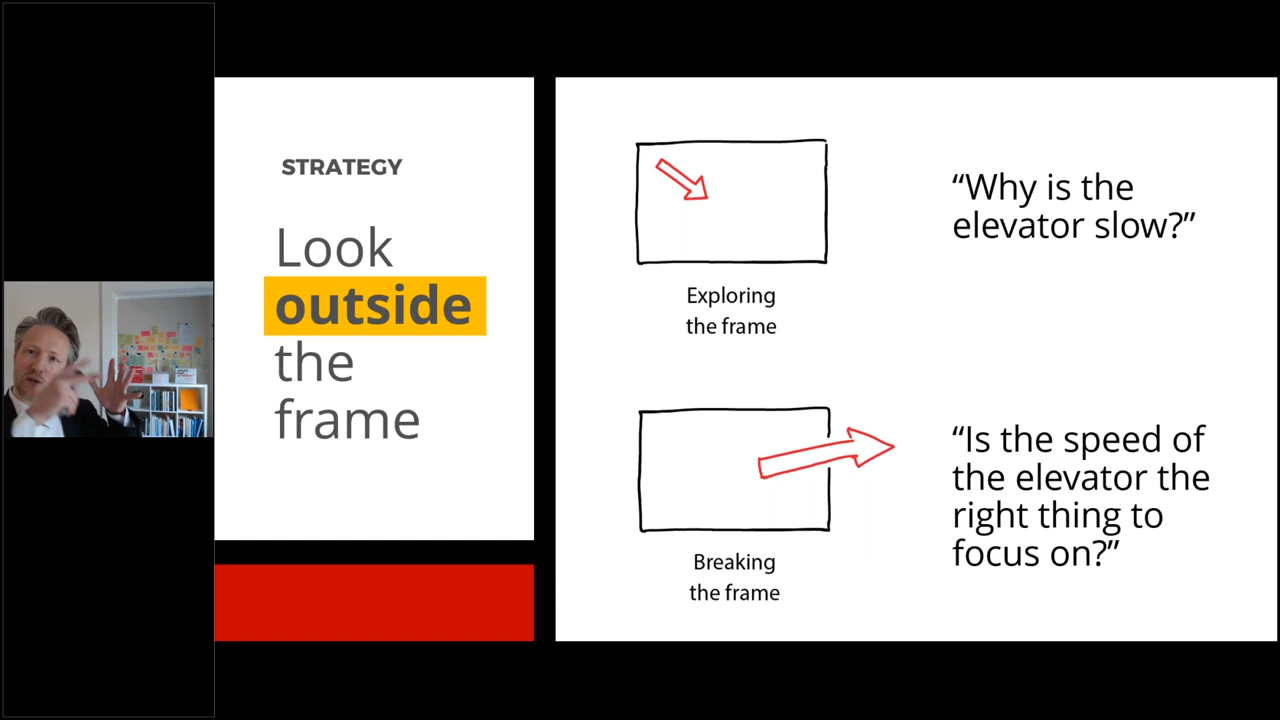 STRATEGY
Look
outside
the
frame
Exploring
the frame
“Why is the
elevator slow?”
Breaking
the frame
“Is the speed of
the elevator the
right thing to
focus on?”